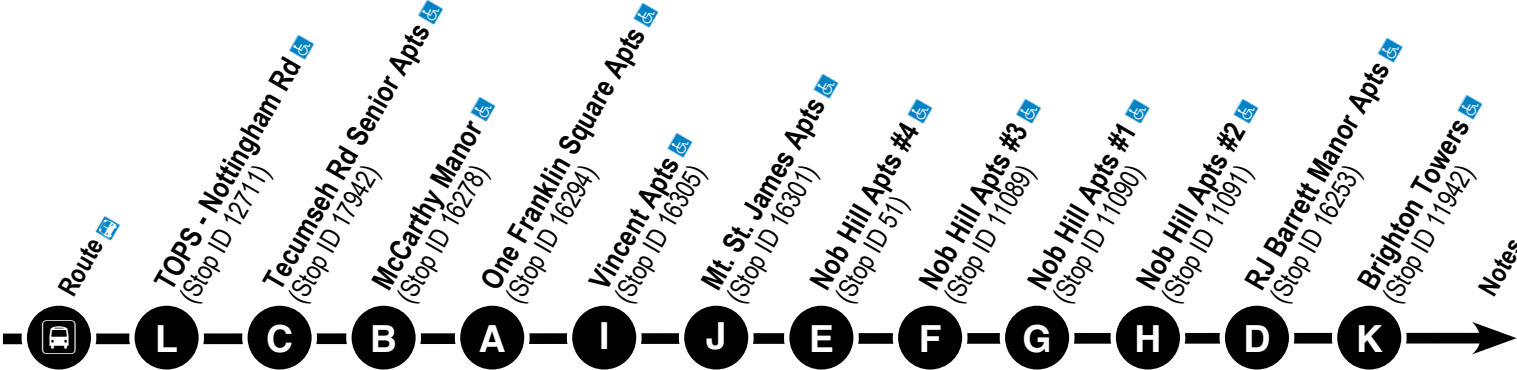 Route
TOPS - Nottingham Rd
(Stop ID 12711)
Tecumseh Rd Senior Apts
(Stop ID 17942)
McCarthy Manor
(Stop ID 16278)
One Franklin Square Apts
(Stop ID 16294)
Vincent Apts
(Stop ID 16305)
Mt. St. James Apts
(Stop ID 16301)
Nob Hill Apts #4
(Stop ID 51)
Nob Hill Apts #3
(Stop ID 11089)
Nob Hill Apts #1
(Stop ID 11090)
Nob Hill Apts #2
(Stop ID 11091)
RJ Barrett Manor Apts
(Stop ID 16253)
Brighton Towers
(Stop ID 11942)
Notes
L C B A I J E F G H D K